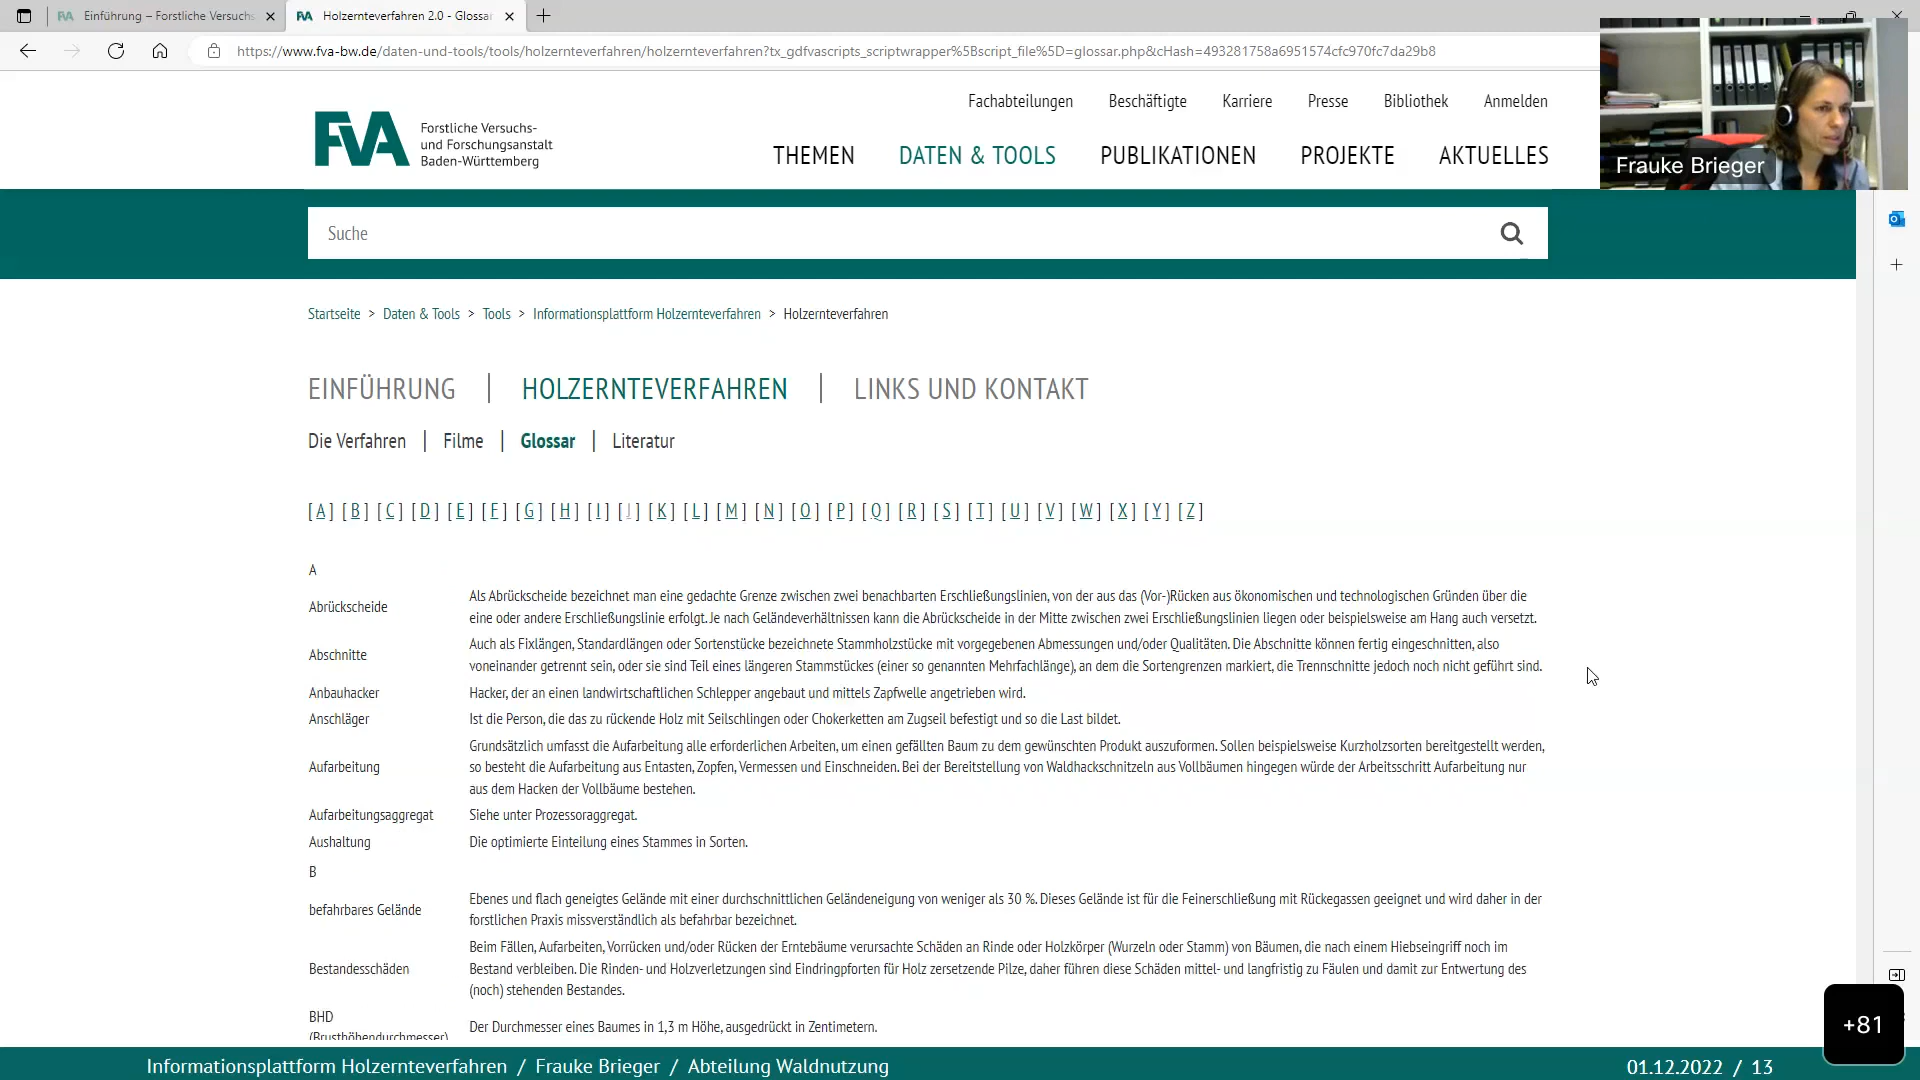 Einführung – Forstliche Versuchs
Holzernteverfahren 2.0 - Glossar
https://www.fva-bw.de/daten-und-tools/tools/holzernteverfahren/holzernteverfahren?tx_gdfvascripts_scriptwrapper%5Bscript_file%5D=glossar.php&cHash=493281758a6951574cfc970fc7da29b8
Fachabteilungen Beschäftigte Karriere Presse Bibliothek Anmelden
FVA
Forstliche Versuchs-
und Forschungsanstalt
Baden-Württemberg
THEMEN DATEN & TOOLS PUBLIKATIONEN PROJEKTE AKTUELLES
Frauke Brieger
Suche
Startseite > Daten & Tools > Tools > Informationsplattform Holzernteverfahren > Holzernteverfahren
EINFÜHRUNG | HOLZERNTEVERFAHREN | LINKS UND KONTAKT
Die Verfahren | Filme | Glossar | Literatur
[A] [B] [C] [D] [E] [F] [G] [H] [I] [J] [K] [L] [M] [N] [O] [P] [Q] [R] [S] [T] [U] [V] [W] [X] [Y] [Z]
A
Abrückscheide
Als Abrückscheide bezeichnet man eine gedachte Grenze zwischen zwei benachbarten Erschließungslinien, von der aus das (Vor-)Rücken aus ökonomischen und technologischen Gründen über die
eine oder andere Erschließungslinie erfolgt. Je nach Geländeverhältnissen kann die Abrückscheide in der Mitte zwischen zwei Erschließungslinien liegen oder beispielsweise am Hang auch versetzt.
Abschnitte
Auch als Fixlängen, Standardlängen oder Sortenstücke bezeichnete Stammholzstücke mit vorgegebenen Abmessungen und/oder Qualitäten. Die Abschnitte können fertig eingeschnitten, also
voneinander getrennt sein, oder sie sind Teil eines längeren Stammstückes (einer so genannten Mehrfachlänge), an dem die Sortengrenzen markiert, die Trennschnitte jedoch noch nicht geführt sind.
Anbauhacker Hacker, der an einen landwirtschaftlichen Schlepper angebaut und mittels Zapfwelle angetrieben wird.
Anschläger Ist die Person, die das zu rückende Holz mit Seilschlingen oder Chokerketten am Zugseil befestigt und so die Last bildet.
Aufarbeitung
Grundsätzlich umfasst die Aufarbeitung alle erforderlichen Arbeiten, um einen gefällten Baum zu dem gewünschten Produkt auszuformen. Sollen beispielsweise Kurzholzsorten bereitgestellt werden,
so besteht die Aufarbeitung aus Entasten, Zopfen, Vermessen und Einschneiden. Bei der Bereitstellung von Waldhackschnitzeln aus Vollbäumen hingegen würde der Arbeitsschritt Aufarbeitung nur
aus dem Hacken der Vollbäume bestehen.
Aufarbeitungsaggregat Siehe unter Prozessoraggregat.
Aushaltung Die optimierte Einteilung eines Stammes in Sorten.
B
befahrbares Gelände
Ebenes und flach geneigtes Gelände mit einer durchschnittlichen Geländeneigung von weniger als 30 %. Dieses Gelände ist für die Feinerschließung mit Rückegassen geeignet und wird daher in der
forstlichen Praxis missverständlich als befahrbar bezeichnet.
Bestandesschäden
Beim Fällen, Aufarbeiten, Vorrücken und/oder Rücken der Erntebäume verursachte Schäden an Rinde oder Holzkörper (Wurzeln oder Stamm) von Bäumen, die nach einem Hiebseingriff noch im
Bestand verbleiben. Die Rinden- und Holzverletzungen sind Eindringpforten für Holz zersetzende Pilze, daher führen diese Schäden mittel- und langfristig zu Fäulen und damit zur Entwertung des
(noch) stehenden Bestandes.
BHD
(Brusthöhendurchmesser)
Der Durchmesser eines Baumes in 1,3 m Höhe, ausgedrückt in Zentimetern.
+81
Informationsplattform Holzernteverfahren / Frauke Brieger / Abteilung Waldnutzung
01.12.2022 / 13